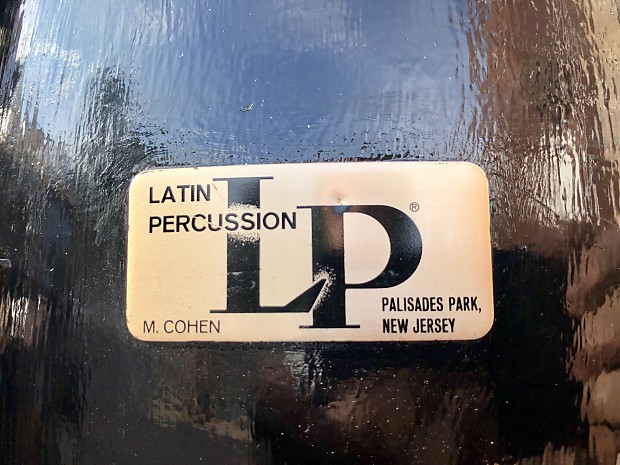 LATIN
PERCUSSION
LP®
M. COHEN
PALISADES PARK,
NEW JERSEY